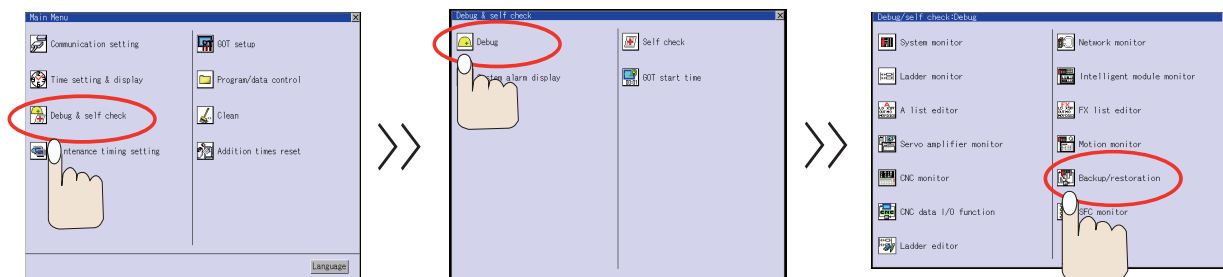 Main Menu
Communication setting
GOT setup
Time setting & display
Program/data control
Debug & self check
Clean
ntenance timing setting
Addition times reset
Language
Debug & self check
Debug
Self check
tem alarm display
GOT start time
Debug/self check:Debug
System monitor
Network monitor
Ladder monitor
Intelligent module monitor
A list editor
FX list editor
Servo amplifier monitor
Motion monitor
CNC monitor
Backup/restoration
CNC data I/O function
SFC monitor
Ladder editor